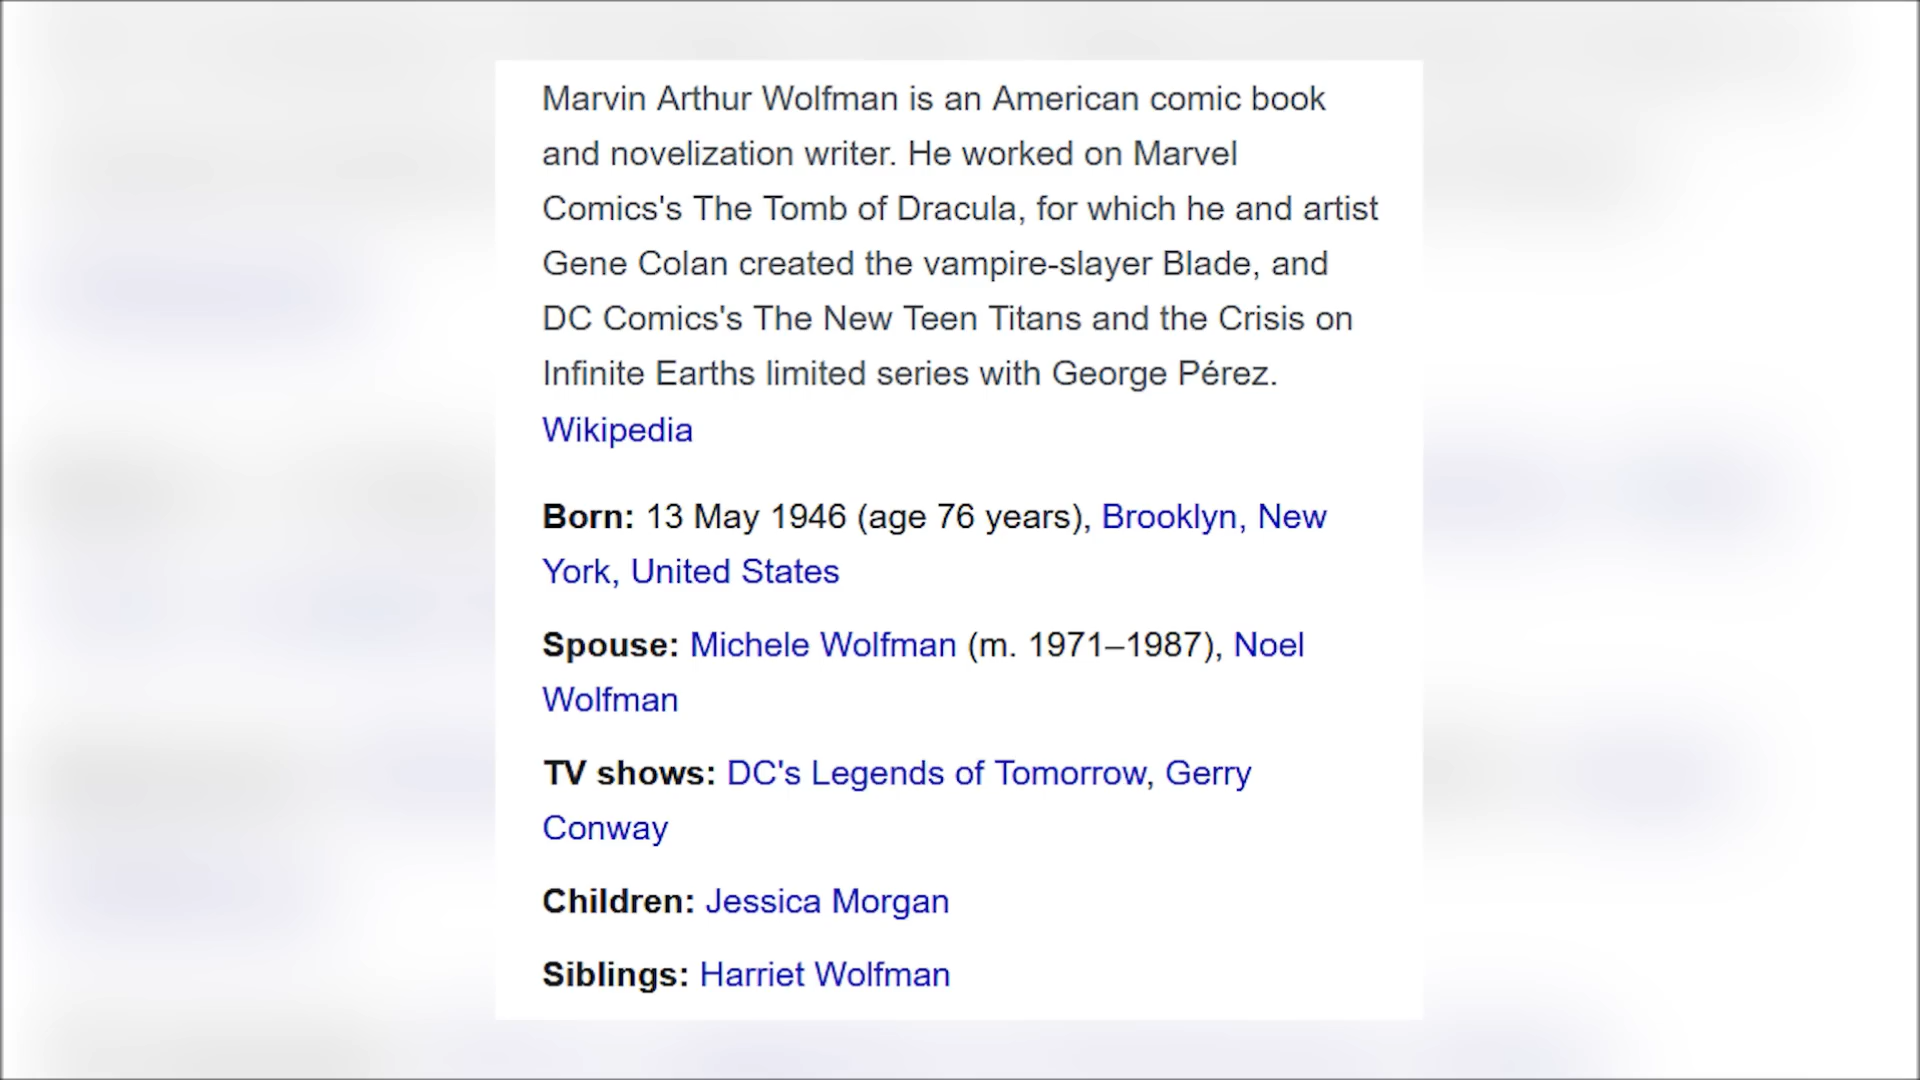 Marvin Arthur Wolfman is an American comic book
and novelization writer. He worked on Marvel
Comics's The Tomb of Dracula, for which he and artist
Gene Colan created the vampire-slayer Blade, and
DC Comics's The New Teen Titans and the Crisis on
Infinite Earths limited series with George Pérez.
Wikipedia
Born: 13 May 1946 (age 76 years), Brooklyn, New
York, United States
Spouse: Michele Wolfman (m. 1971–1987), Noel
Wolfman
TV shows: DC's Legends of Tomorrow, Gerry
Conway
Children: Jessica Morgan
Siblings: Harriet Wolfman